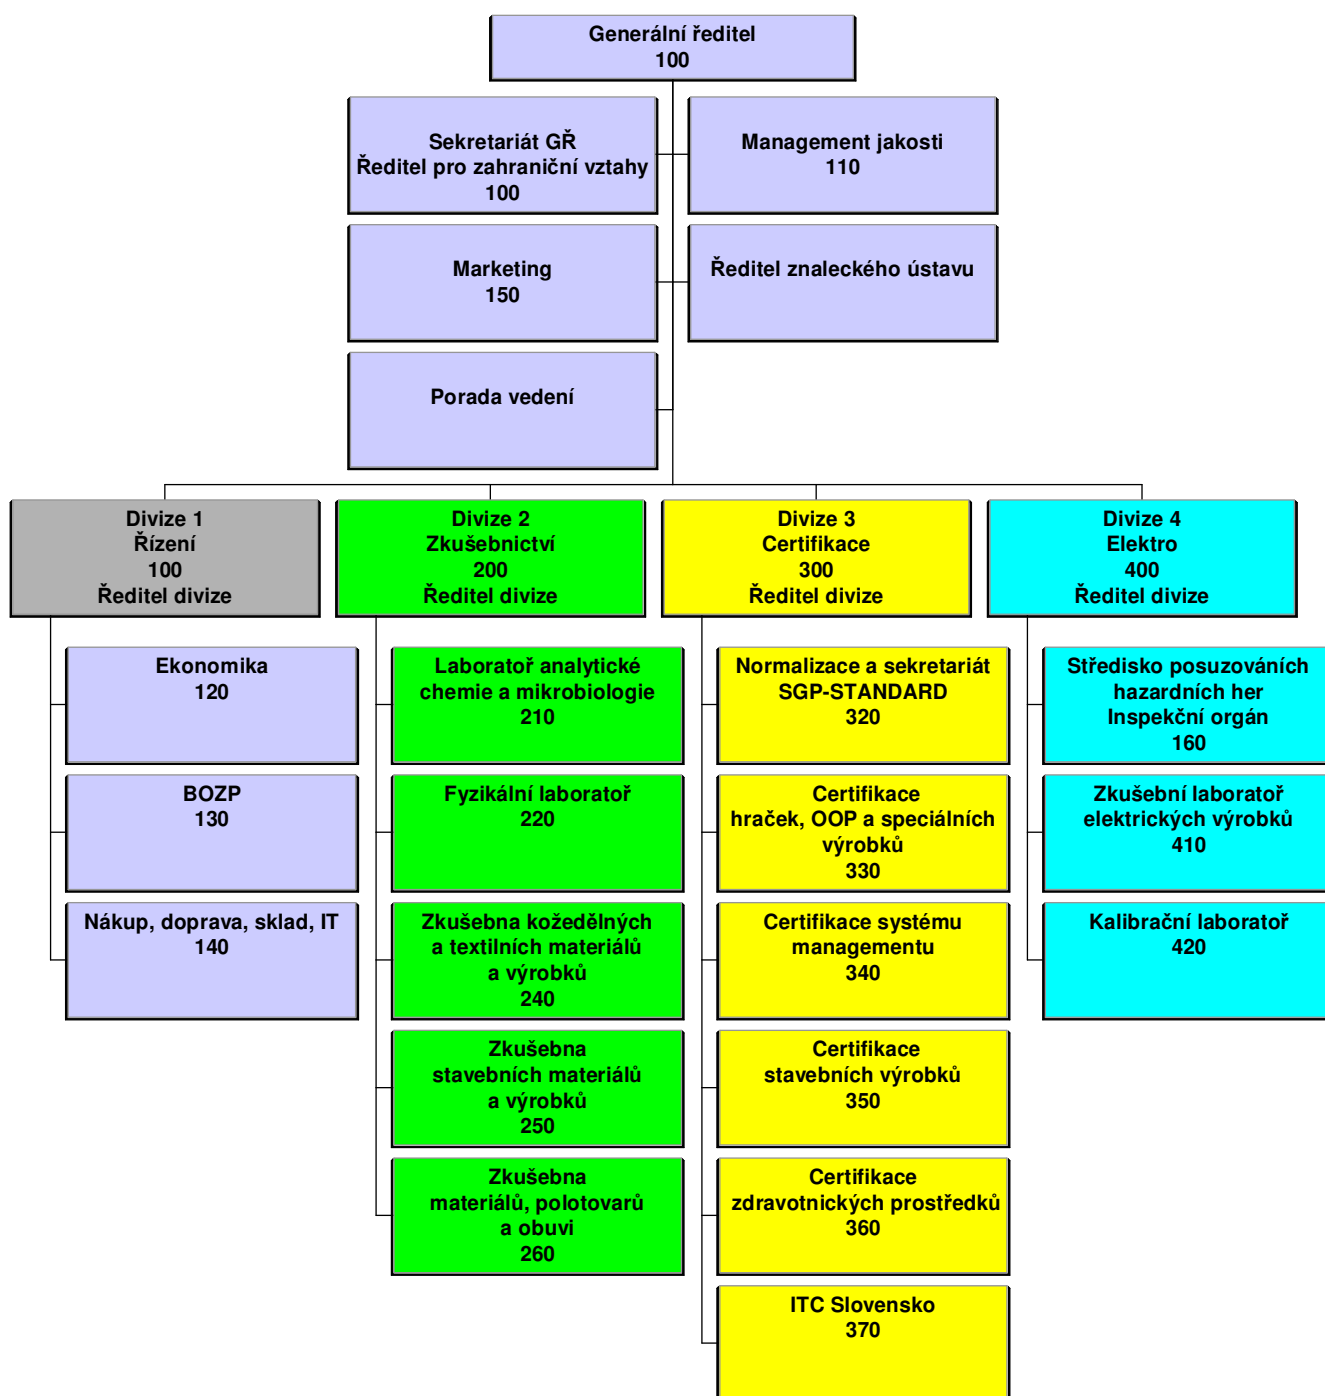 Generální ředitel
100
Sekretariát GŘ
Ředitel pro zahraniční vztahy
100
Management jakosti
110
Marketing
150
Ředitel znaleckého ústavu
Porada vedení
Divize 1
Řízení
100
Ředitel divize
Divize 2
Zkušebnictví
200
Ředitel divize
Divize 3
Certifikace
300
Ředitel divize
Divize 4
Elektro
400
Ředitel divize
Ekonomika
120
BOZP
130
Nákup, doprava, sklad, IT
140
Laboratoř analytické
chemie a mikrobiologie
210
Fyzikální laboratoř
220
Zkušebna kožedělných
a textilních materiálů
a výrobků
240
Zkušebna
stavebních materiálů
a výrobků
250
Zkušebna
materiálů, polotovarů
a obuvi
260
Normalizace a sekretariát
SGP-STANDARD
320
Certifikace
hraček, OOP a speciálních
výrobků
330
Certifikace systému
managementu
340
Certifikace
stavebních výrobků
350
Certifikace
zdravotnických prostředků
360
ITC Slovensko
370
Středisko posuzováních
hazardních her
Inspekční orgán
160
Zkušební laboratoř
elektrických výrobků
410
Kalibrační laboratoř
420